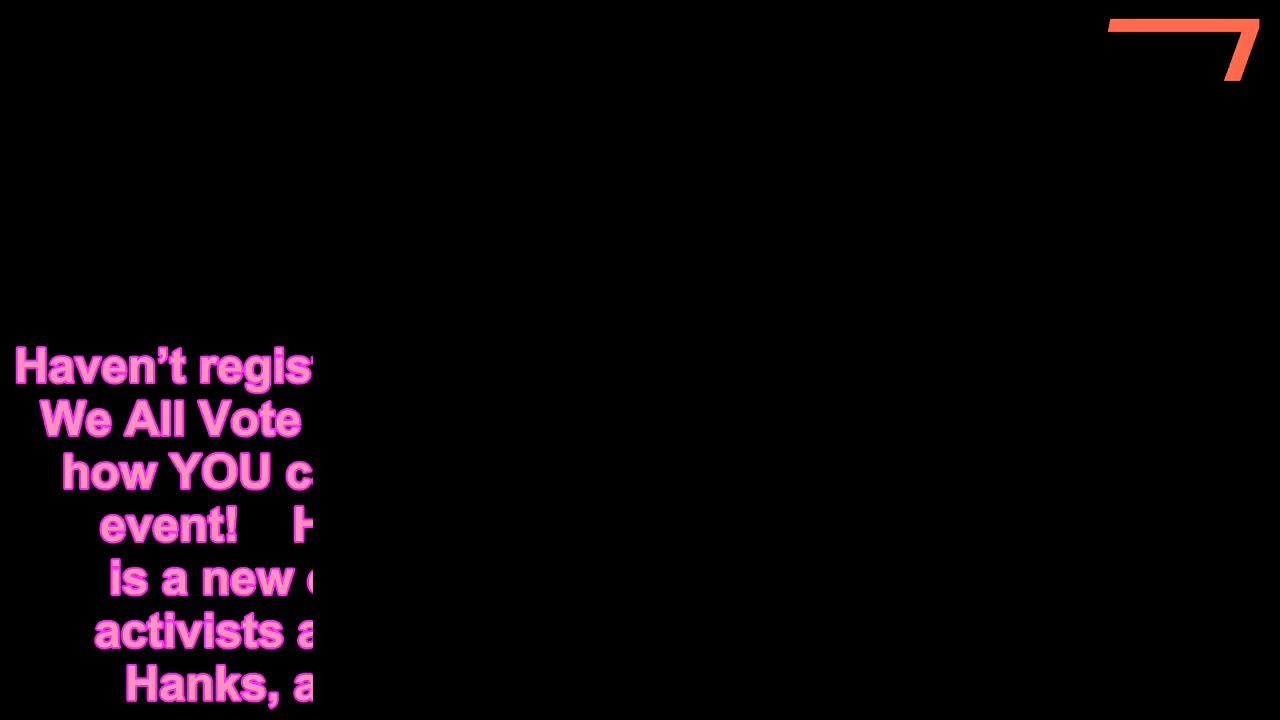 Haven't regis
We All Vote
how YOU c
event! H
is a new
activists a
Hanks, a